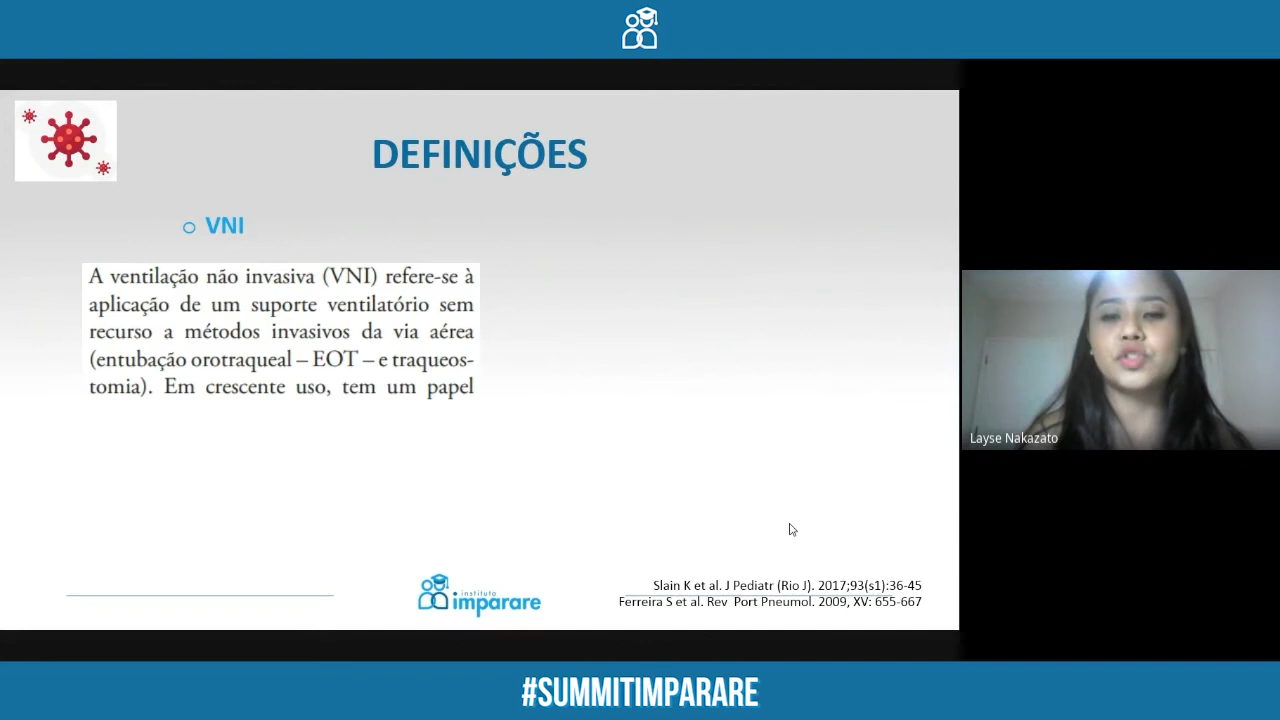 DEFINIÇÕES
VNI
A ventilação não invasiva (VNI) refere-se à
aplicação de um suporte ventilatório sem
recurso a métodos invasivos da via aérea
(entubação orotraqueal – EOT – e traqueos-
tomia). Em crescente uso, tem um papel
Layse Nakazato
instituto
imparare
Slain K et al. J Pediatr (Rio J). 2017;93(s1):36-45
Ferreira S et al. Rev Port Pneumol. 2009, XV: 655-667
#SUMMITIMPARARE